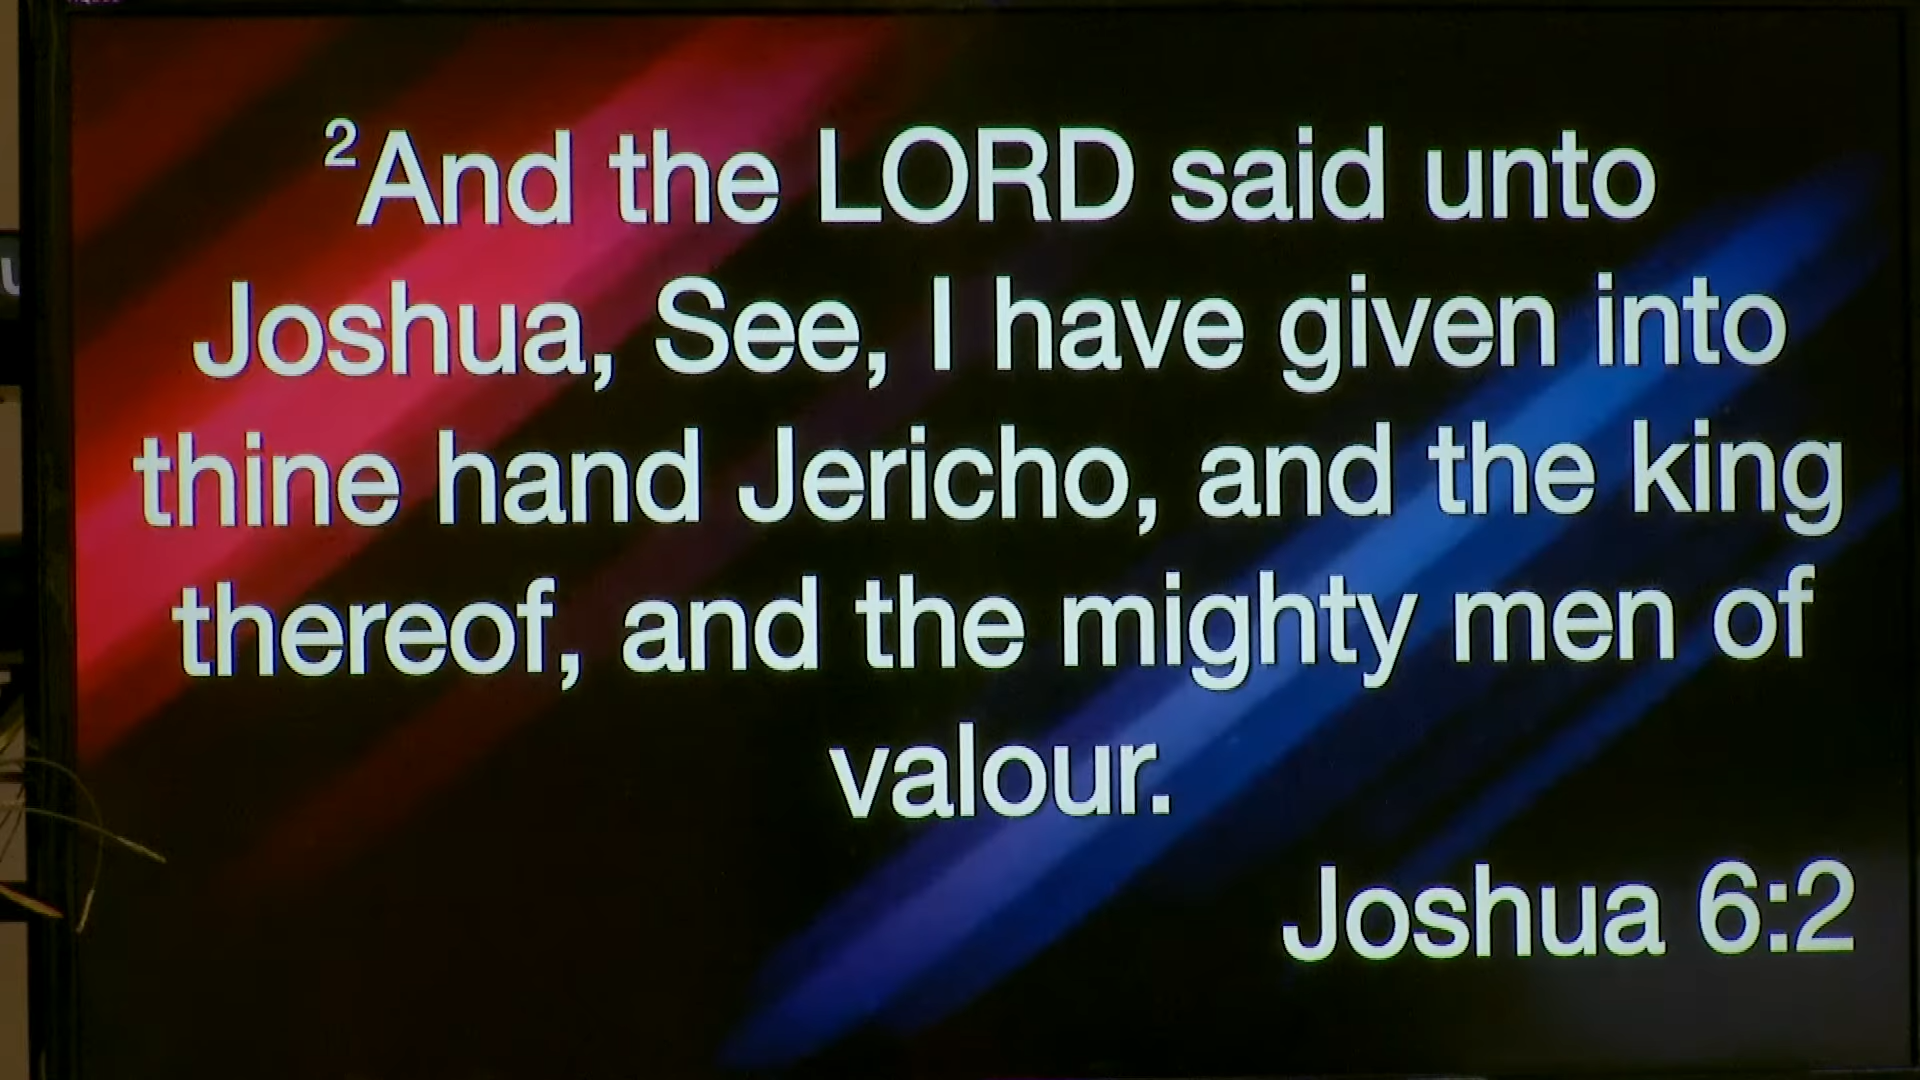 ²And the LORD said unto
Joshua, See, I have given into
thine hand Jericho, and the king
thereof, and the mighty men of
valour.
Joshua 6:2